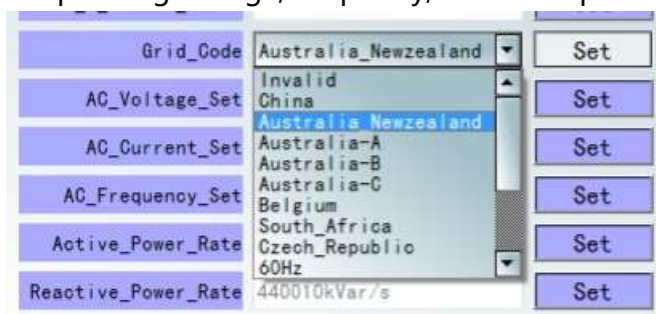 Grid_Code Australia_Newzealand Set
Invalid
AC_Voltage_Set China Set
Australia_Newzealand
AC_Current_Set Australia-A Set
Australia-B
AC_Frequency_Set Australia-C Set
Belgium
South_Africa
Active_Power_Rate Czech_Republic Set
60Hz
Reactive_Power_Rate 440010kVar/s Set